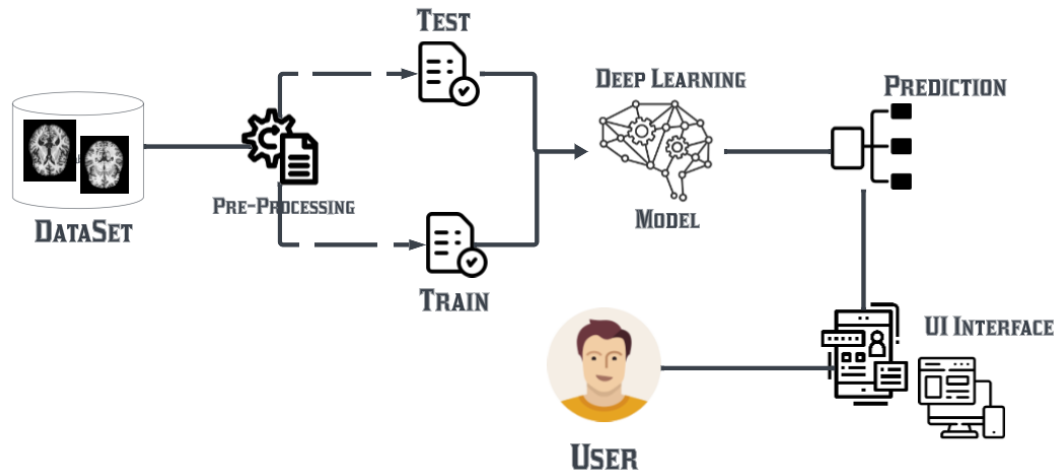 Test
Deep Learning
Prediction
Pre-Processing
DataSet
Model
Train
UI Interface
User